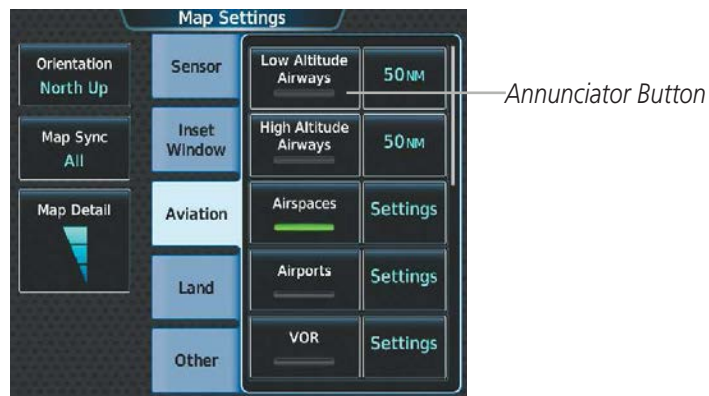 Map Settings
Orientation
North Up
Map Sync
All
Map Detail
Sensor
Inset
Window
Aviation
Land
Other
Low Altitude
Airways
50NM
High Altitude
Airways
50NM
Airspaces
Settings
Airports
Settings
VOR
Settings
Annunciator Button